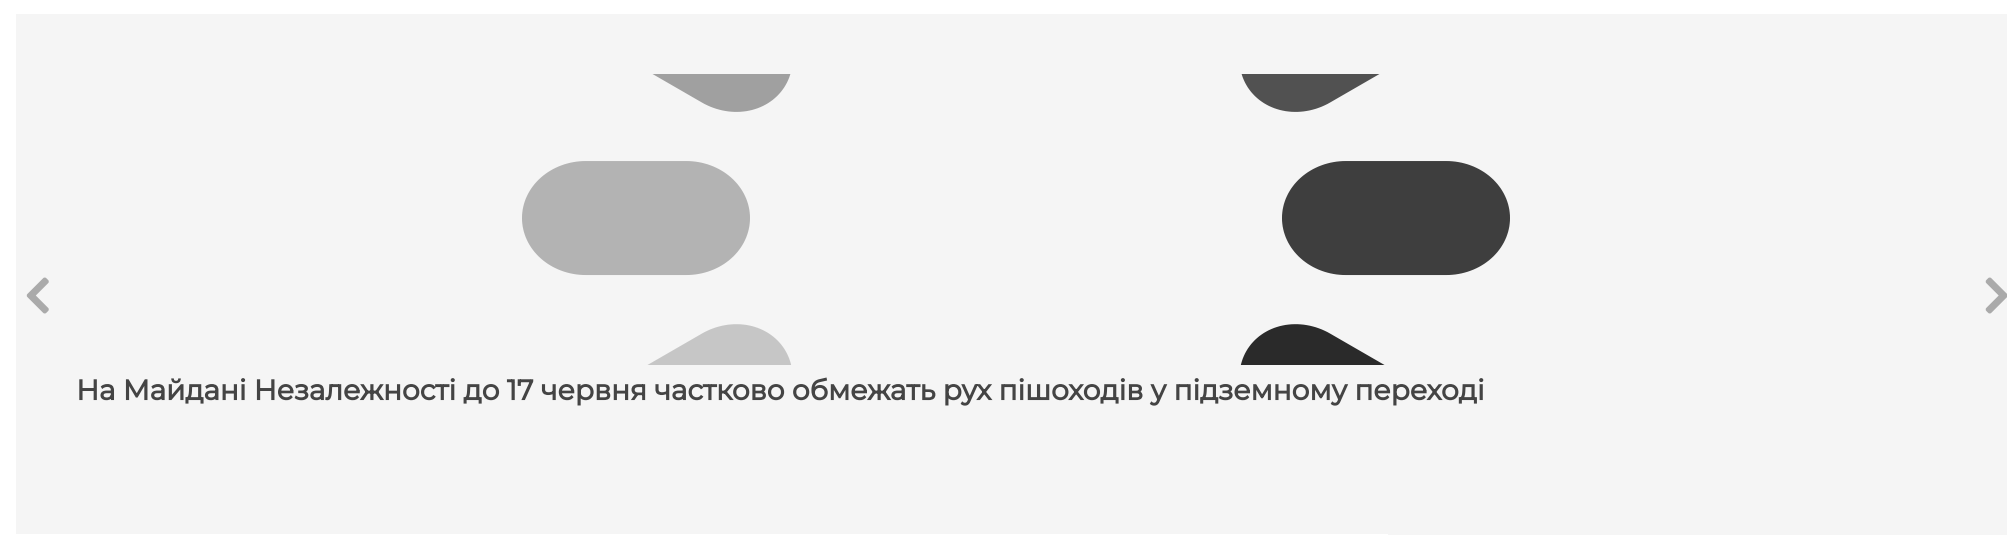 На Майдані Незалежності до 17 червня частково обмежать рух пішоходів у підземному переході